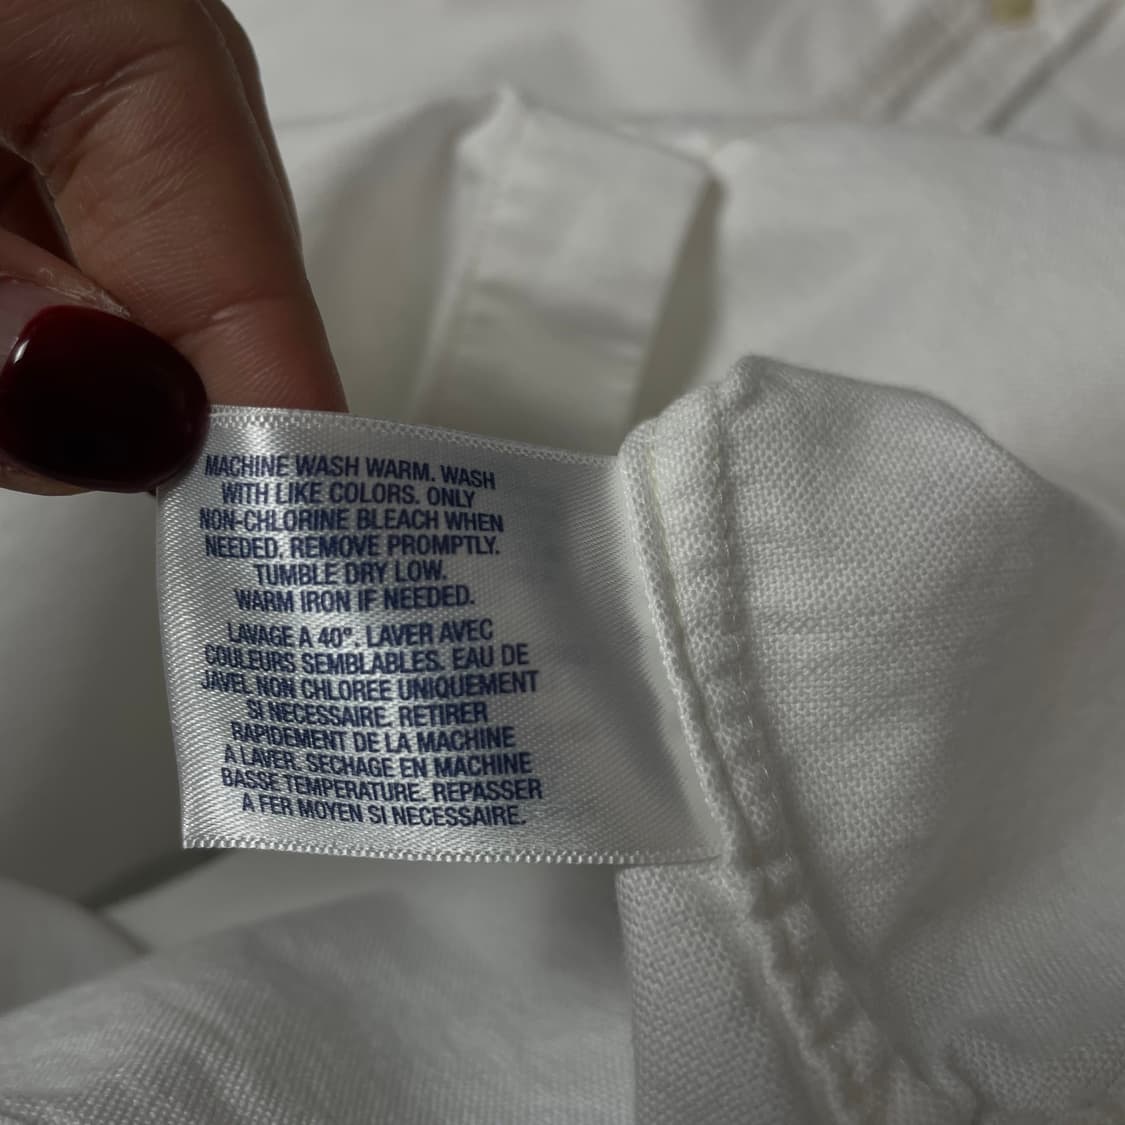 MACHINE WASH WARM. WASH
WITH LIKE COLORS. ONLY
NON-CHLORINE BLEACH WHEN
NEEDED. REMOVE PROMPTLY.
TUMBLE DRY LOW.
WARM IRON IF NEEDED.
LAVAGE A 40°. LAVER AVEC
COULEURS SEMBLABLES. EAU DE
JAVEL NON CHLOREE UNIQUEMENT
SI NECESSAIRE. RETIRER
RAPIDEMENT DE LA MACHINE
A LAVER. SECHAGE EN MACHINE
BASSE TEMPERATURE. REPASSER
A FER MOYEN SI NECESSAIRE.